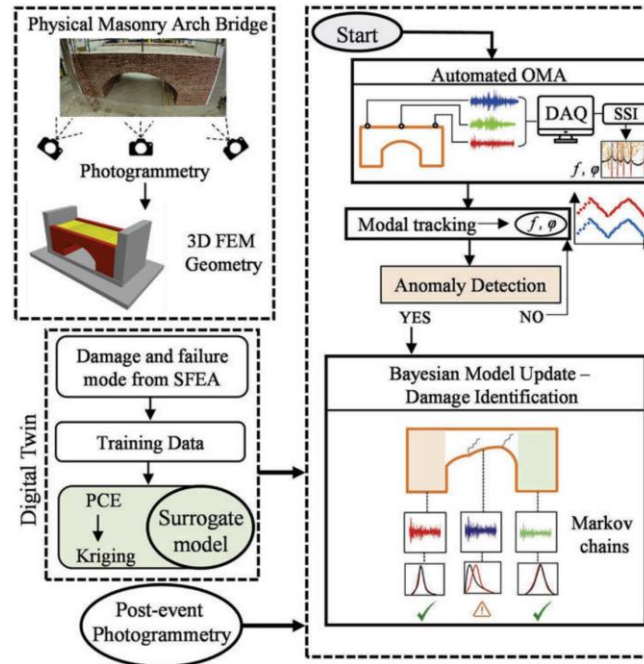 Physical Masonry Arch Bridge
Photogrammetry
3D FEM
Geometry
Digital Twin
Damage and failure
mode from SFEA
Training Data
PCE
Kriging
Surrogate
model
Post-event
Photogrammetry
Start
Automated OMA
DAQ
SSI
f, φ
Modal tracking
f, φ
Anomaly Detection
YES
NO
Bayesian Model Update –
Damage Identification
Markov
chains